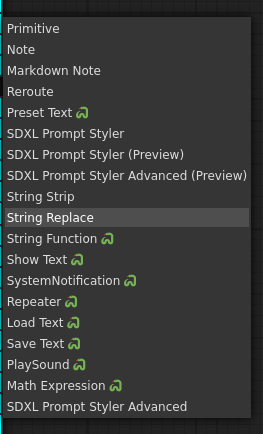 Primitive
Note
Markdown Note
Reroute
Preset Text
SDXL Prompt Styler
SDXL Prompt Styler (Preview)
SDXL Prompt Styler Advanced (Preview)
String Strip
String Replace
String Function
Show Text
SystemNotification
Repeater
Load Text
Save Text
PlaySound
Math Expression
SDXL Prompt Styler Advanced